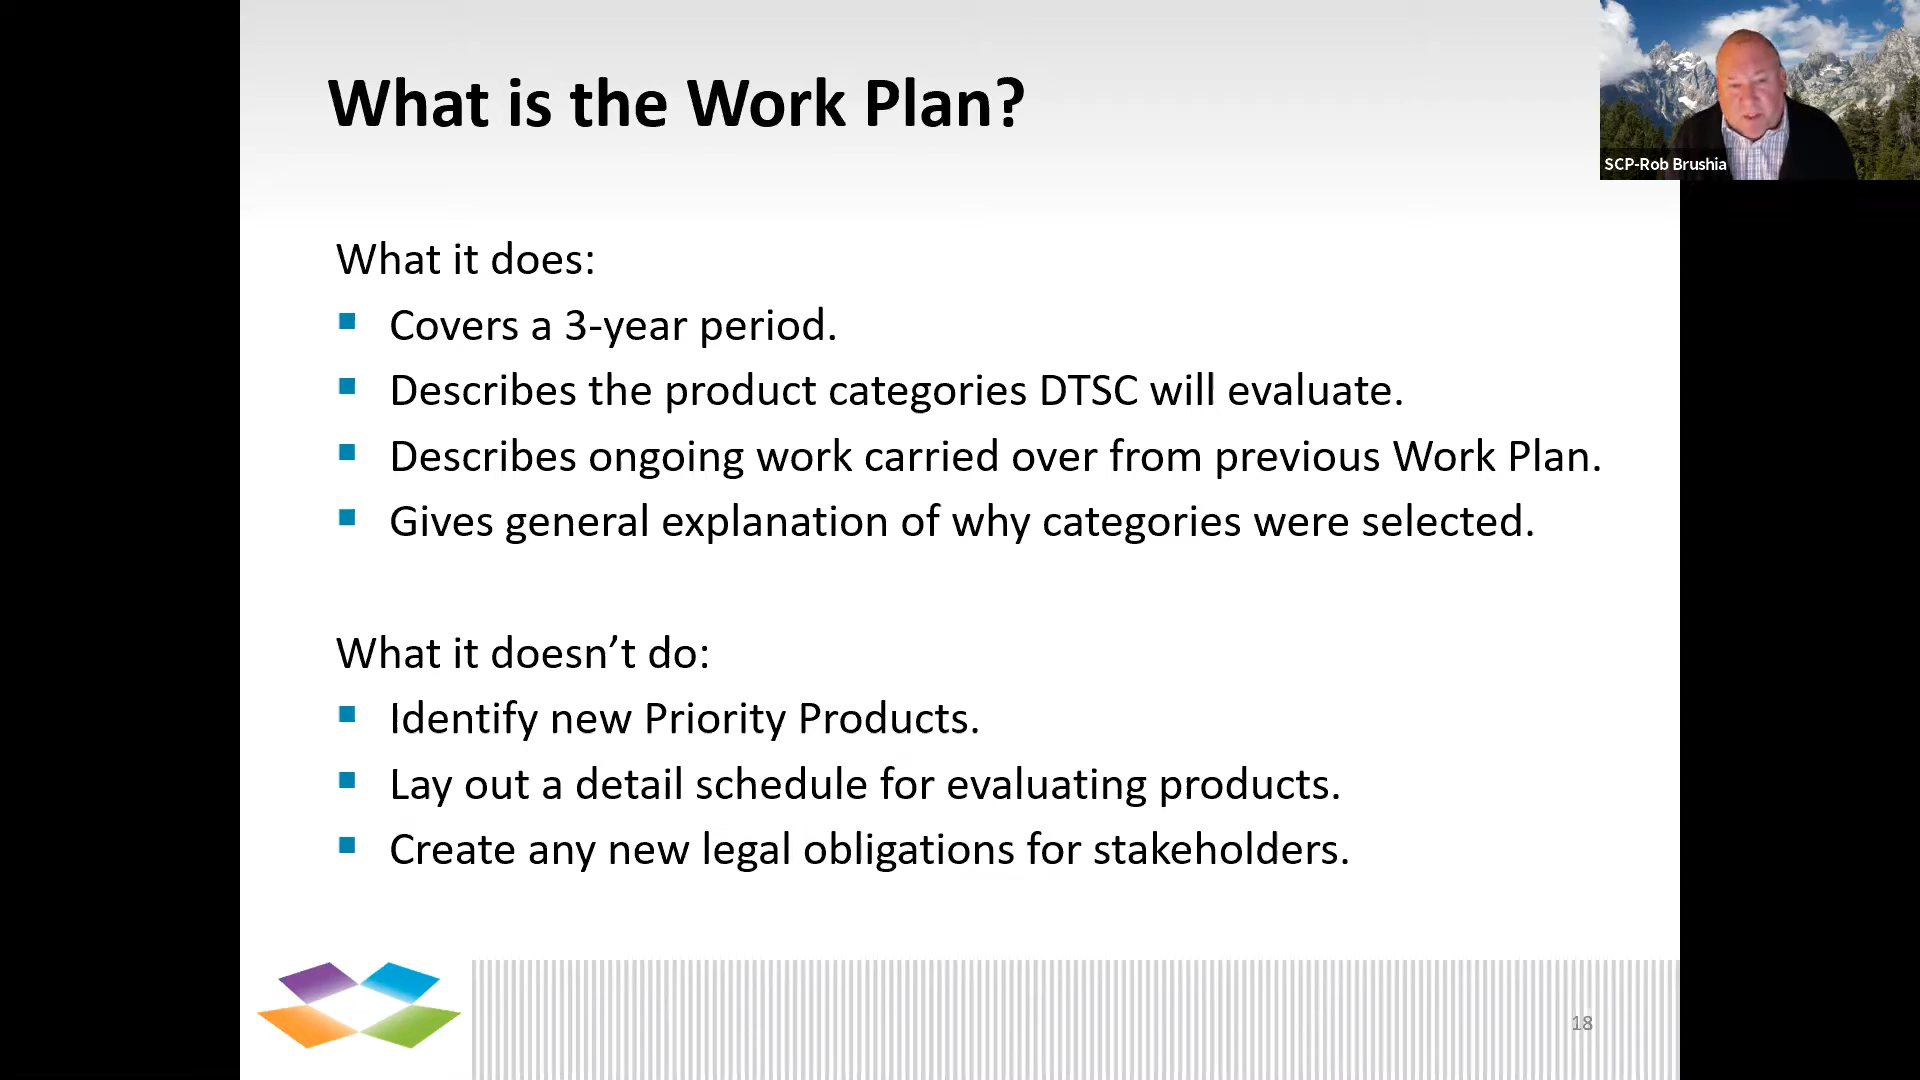 What is the Work Plan?
SCP-Rob Brushia
What it does:
Covers a 3-year period.
Describes the product categories DTSC will evaluate.
Describes ongoing work carried over from previous Work Plan.
Gives general explanation of why categories were selected.
What it doesn’t do:
Identify new Priority Products.
Lay out a detail schedule for evaluating products.
Create any new legal obligations for stakeholders.
18